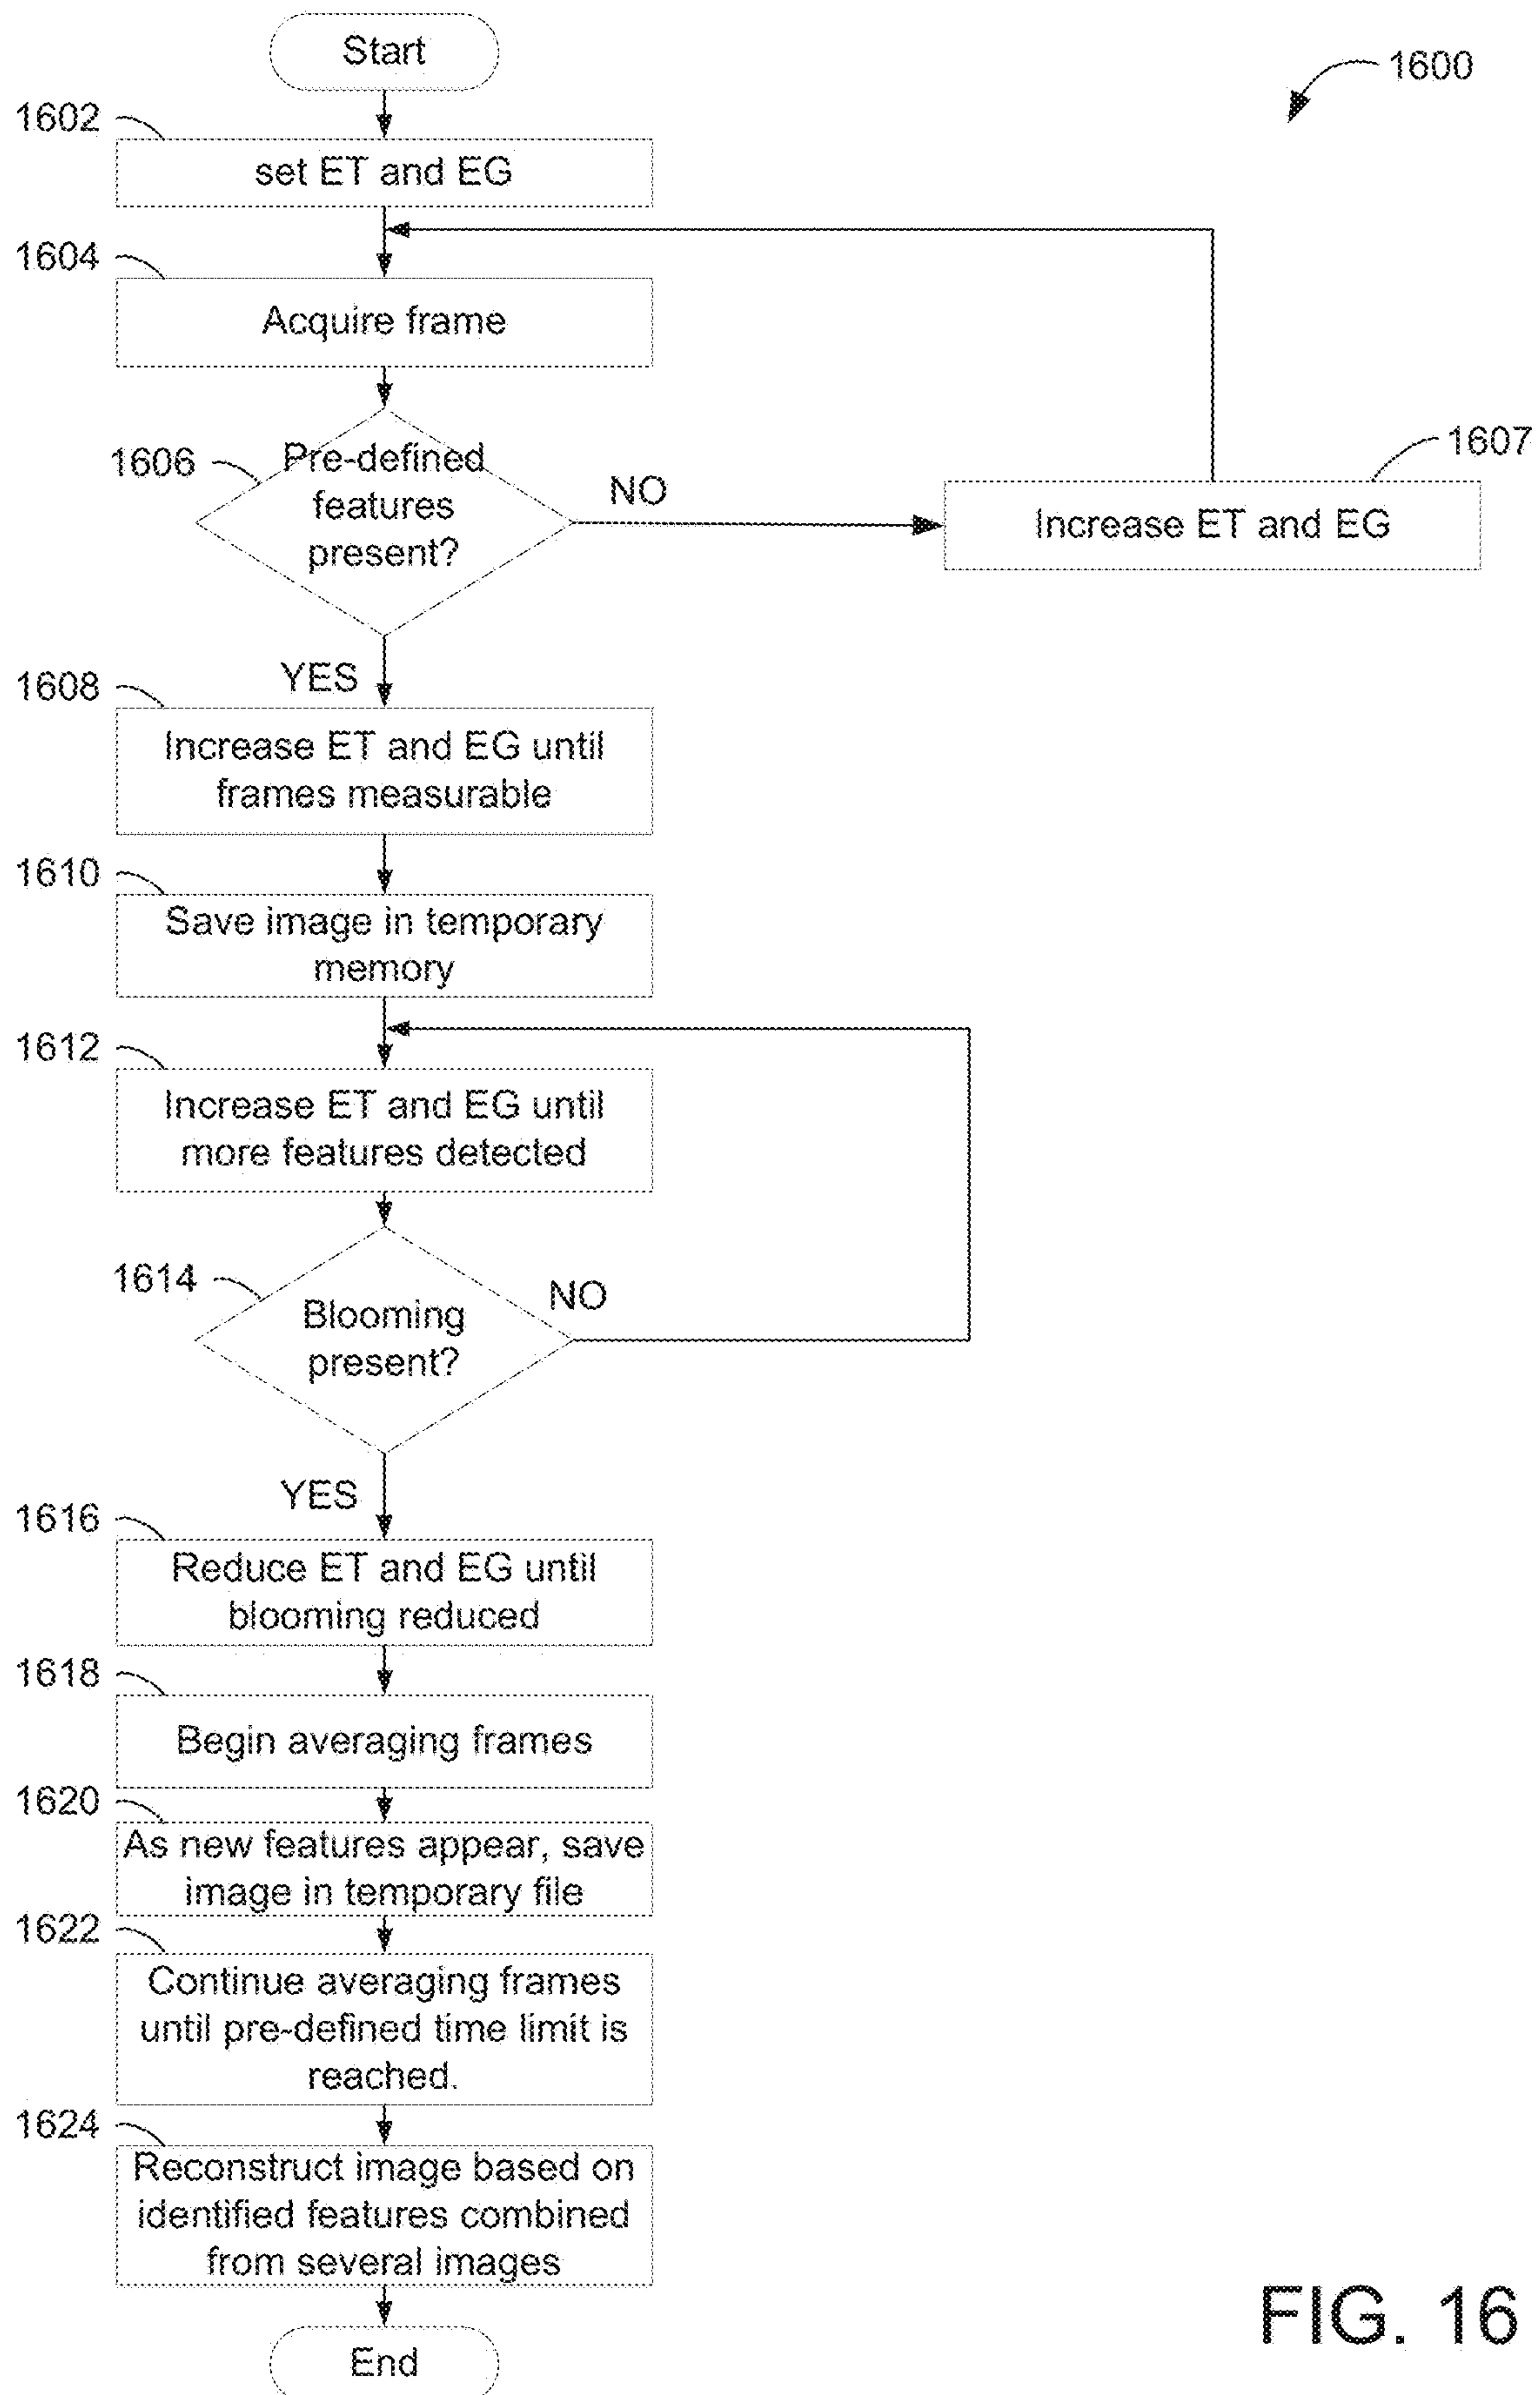 Start
1600
1602
set ET and EG
1604
Acquire frame
1606
Pre-defined
features
present?
NO
1607
Increase ET and EG
YES
1608
Increase ET and EG until
frames measurable
1610
Save image in temporary
memory
1612
Increase ET and EG until
more features detected
1614
Blooming
present?
NO
YES
1616
Reduce ET and EG until
blooming reduced
1618
Begin averaging frames
1620
As new features appear, save
image in temporary file
1622
Continue averaging frames
until pre-defined time limit is
reached.
1624
Reconstruct image based on
identified features combined
from several images
End
FIG. 16